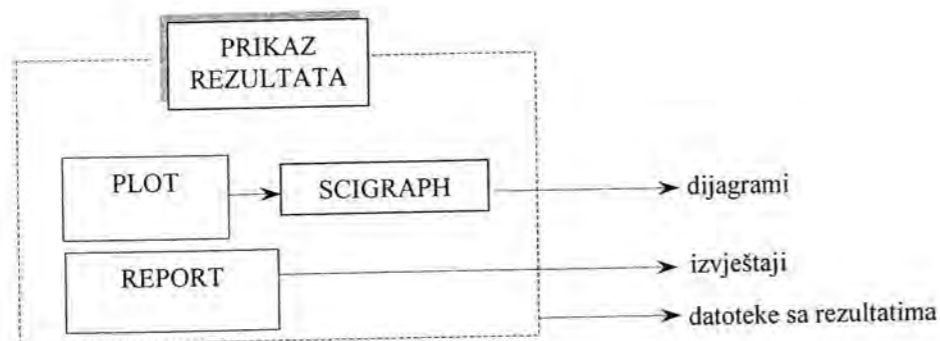 PRIKAZ
REZULTATA
PLOT
SCIGRAPH
dijagrami
REPORT
izvještaji
datoteke sa rezultatima